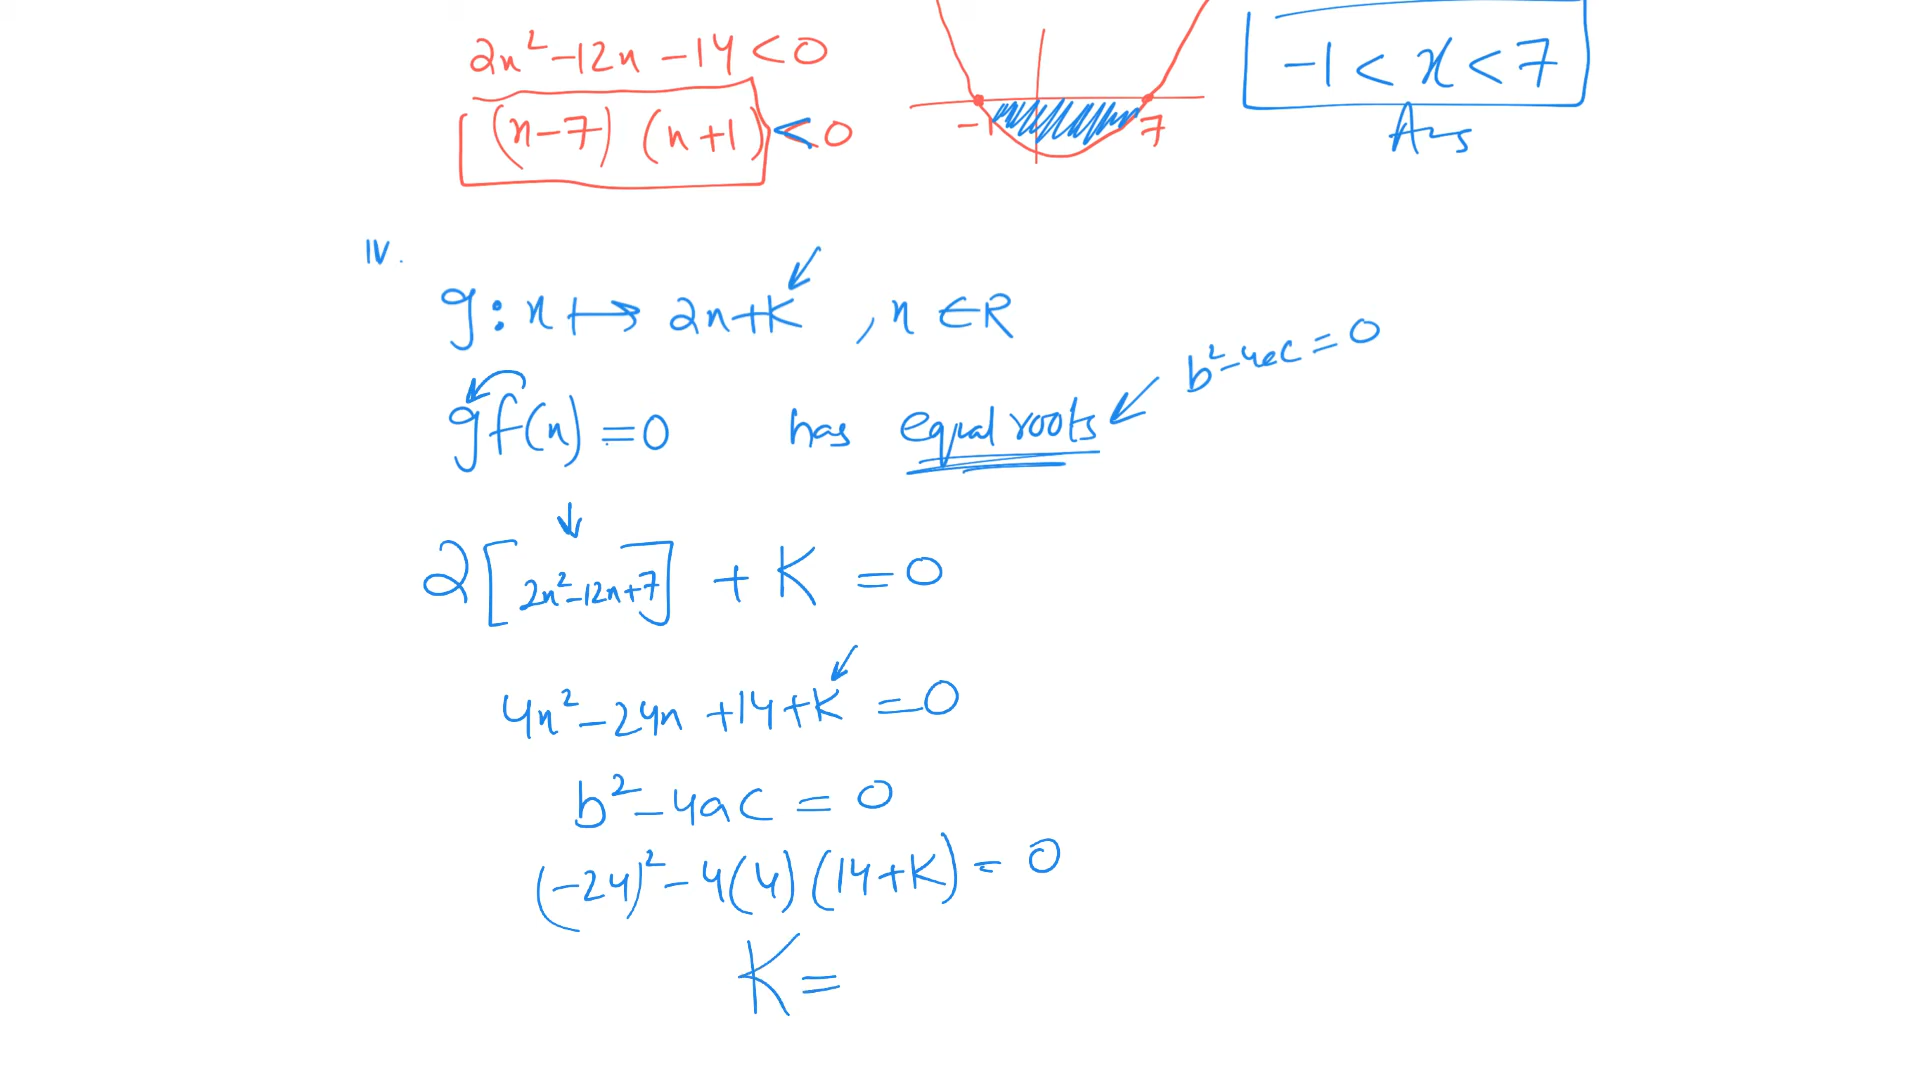 2x² - 12x - 14 < 0
(x-7) (x+1) < 0
-1 7
-1 < x < 7
Ans
IV.
g : x ↦ 2x+K , x ∈ R
b²-4ac = 0
gf(x) = 0 has equal roots
2[2x²-12x+7] + K = 0
4x² - 24x + 14 + K = 0
b² - 4ac = 0
(-24)² - 4(4)(14+K) = 0
K =